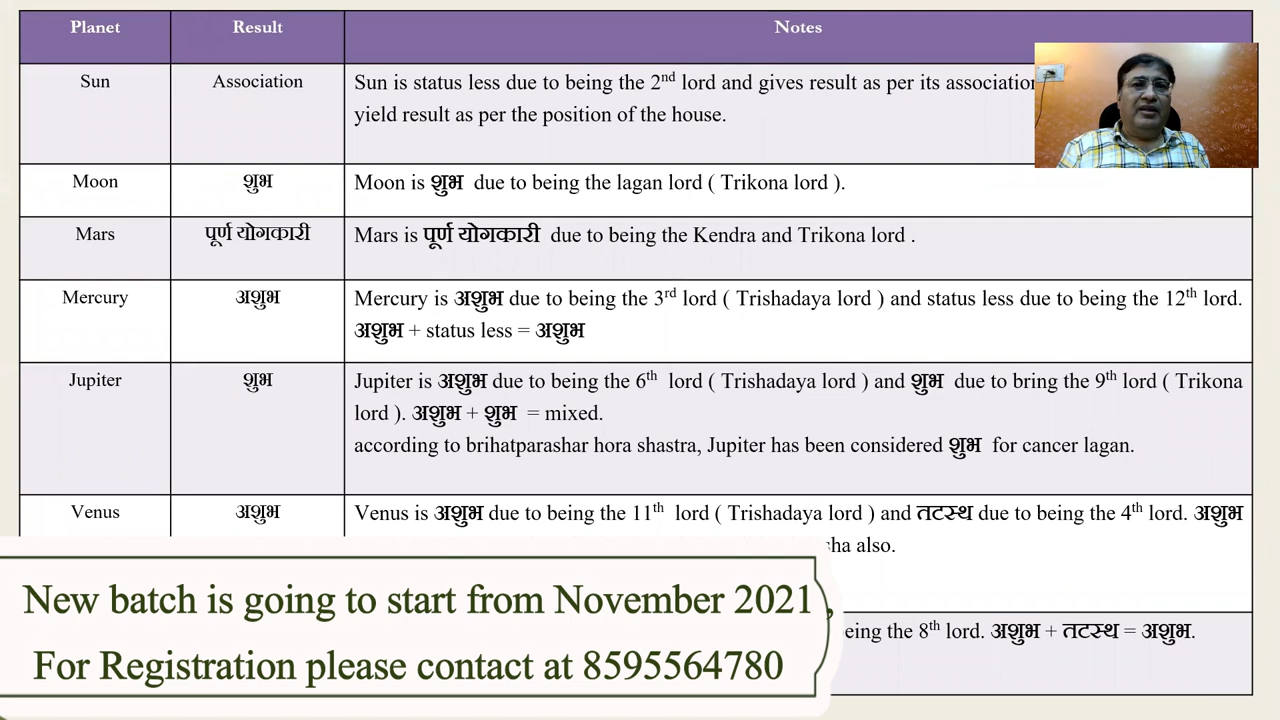 Planet Result Notes
Sun Association Sun is status less due to being the 2nd lord and gives result as per its association
yield result as per the position of the house.
Moon शुभ Moon is शुभ due to being the lagan lord ( Trikona lord ).
Mars पूर्ण योगकारी Mars is पूर्ण योगकारी due to being the Kendra and Trikona lord .
Mercury अशुभ Mercury is अशुभ due to being the 3rd lord ( Trishadaya lord ) and status less due to being the 12th lord.
अशुभ + status less = अशुभ
Jupiter शुभ Jupiter is अशुभ due to being the 6th lord ( Trishadaya lord ) and शुभ due to bring the 9th lord ( Trikona
lord ). अशुभ + शुभ = mixed.
according to brihatparashar hora shastra, Jupiter has been considered शुभ for cancer lagan.
Venus अशुभ Venus is अशुभ due to being the 11th lord ( Trishadaya lord ) and तटस्थ due to being the 4th lord. अशुभ
also.
New batch is going to start from November 2021 ,
the 8th lord. अशुभ + तटस्थ = अशुभ.
For Registration please contact at 8595564780